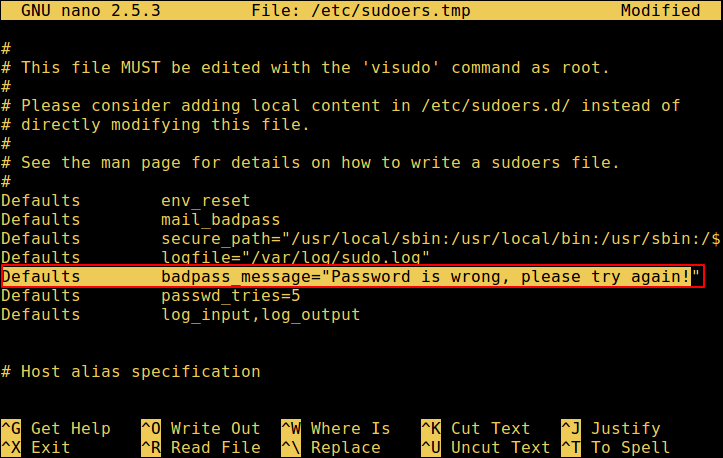 GNU nano 2.5.3 File: /etc/sudoers.tmp Modified
#
# This file MUST be edited with the 'visudo' command as root.
#
# Please consider adding local content in /etc/sudoers.d/ instead of
# directly modifying this file.
#
# See the man page for details on how to write a sudoers file.
#
Defaults env_reset
Defaults mail_badpass
Defaults secure_path="/usr/local/sbin:/usr/local/bin:/usr/sbin:/$
Defaults logfile="/var/log/sudo.log"
Defaults badpass_message="Password is wrong, please try again!"
Defaults passwd_tries=5
Defaults log_input,log_output
# Host alias specification
^G Get Help ^O Write Out ^W Where Is ^K Cut Text ^J Justify
^X Exit ^R Read File ^\ Replace ^U Uncut Text ^T To Spell